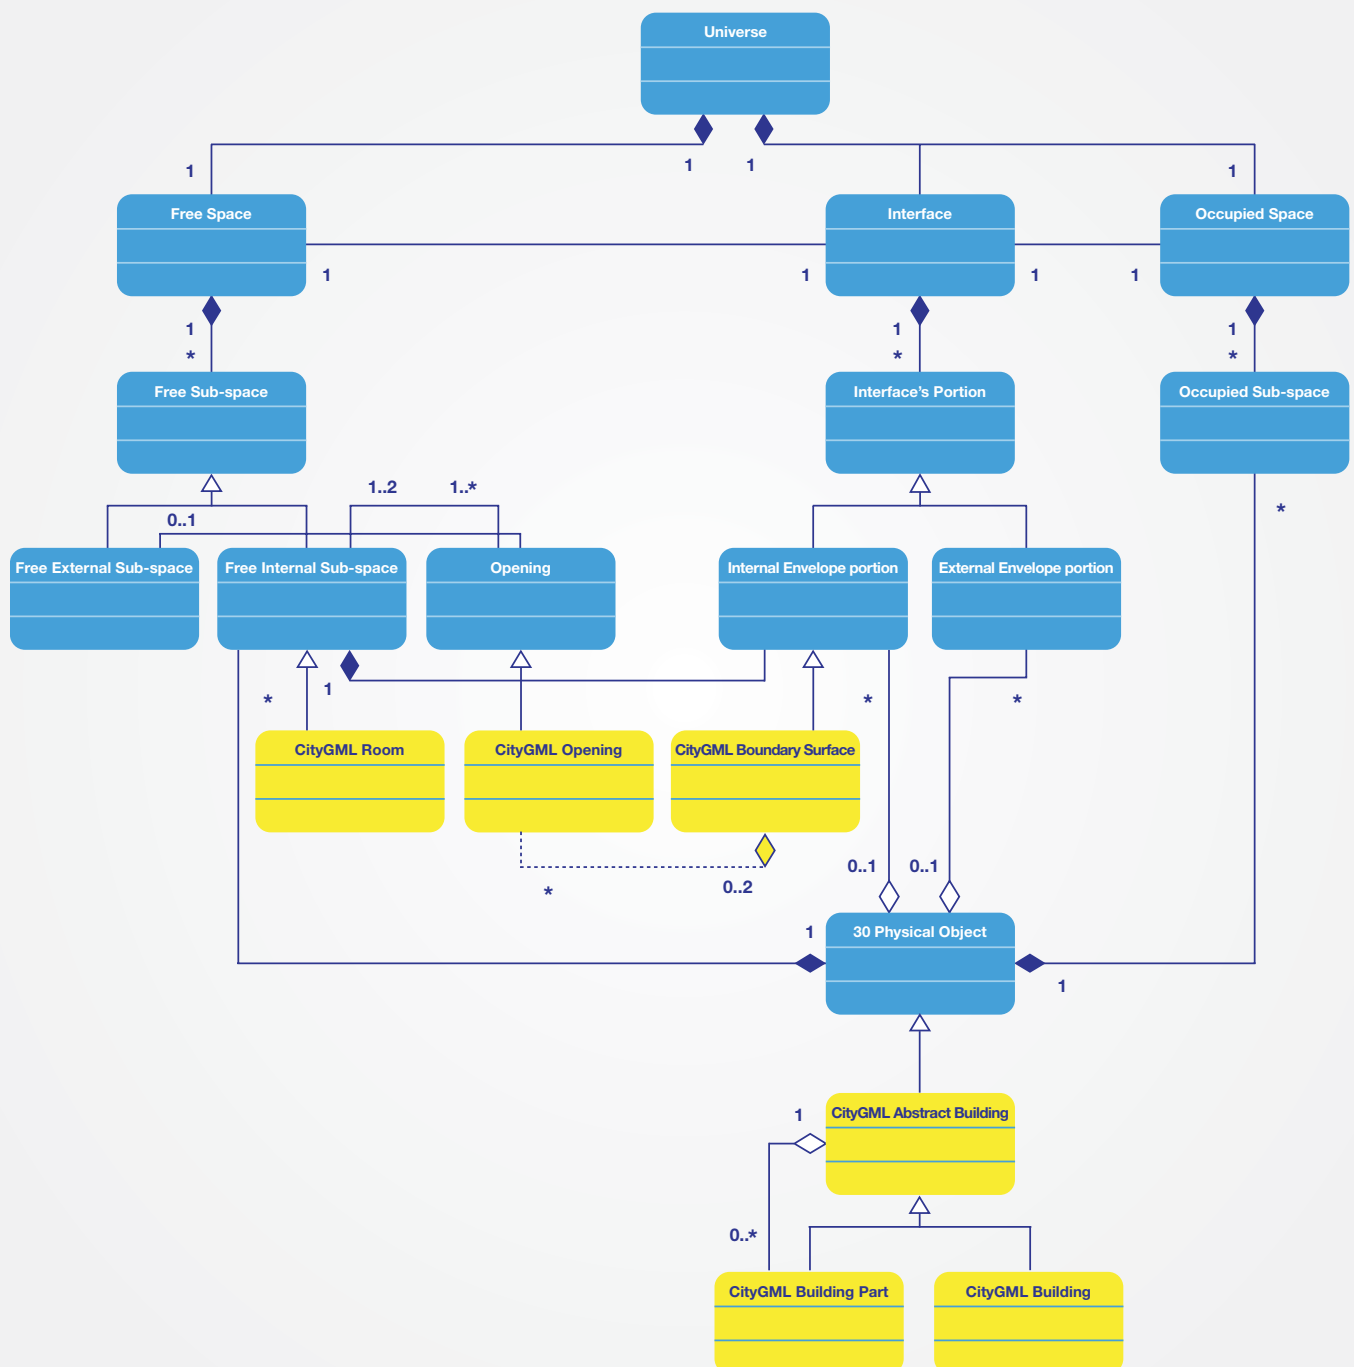 Universe
1 1
1 1
Free Space Interface Occupied Space
1 1 1 1
1 1 1
* * *
Free Sub-space Interface's Portion Occupied Sub-space
1..2 1..*
*
0..1
Free External Sub-space Free Internal Sub-space Opening Internal Envelope portion External Envelope portion
* 1 * *
CityGML Room CityGML Opening CityGML Boundary Surface
0..1 0..1
* 0..2
1 30 Physical Object
1
1 CityGML Abstract Building
0..*
CityGML Building Part CityGML Building